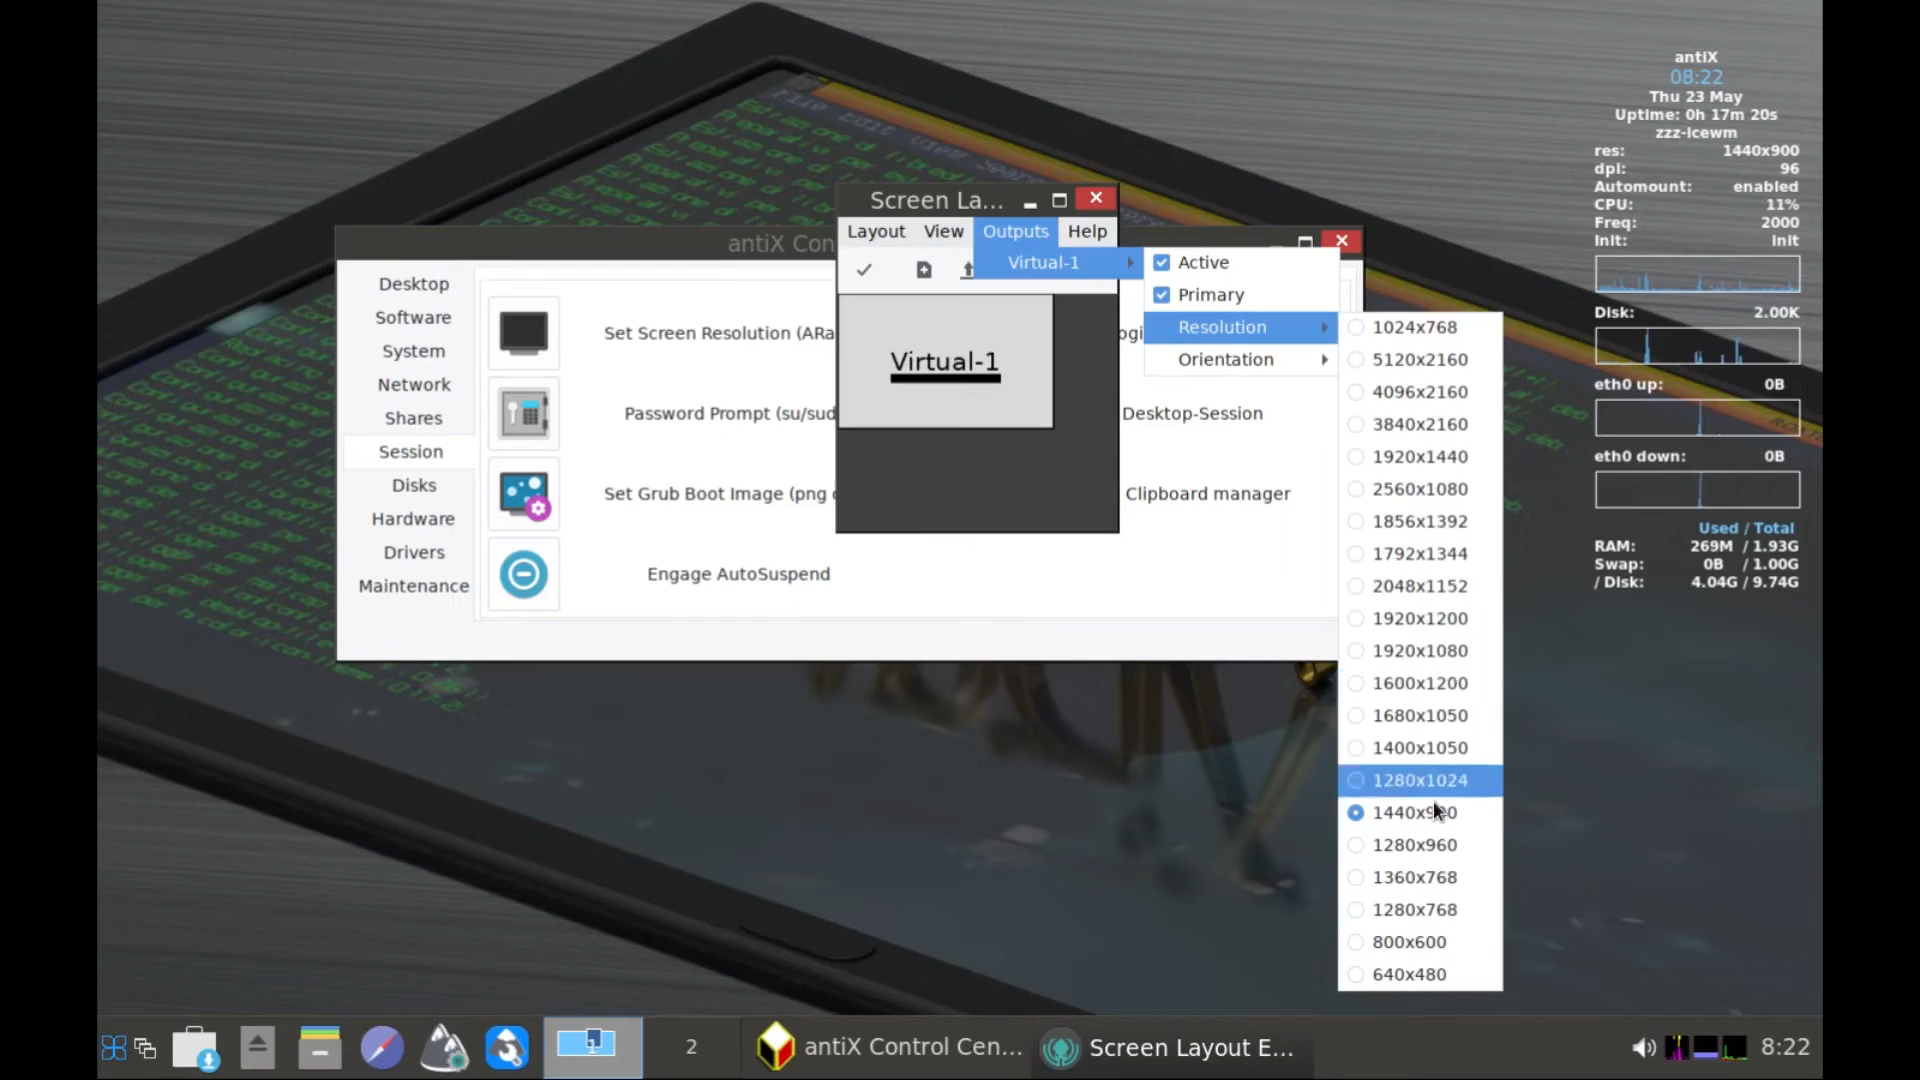 antiX
08:22
Thu 23 May
Uptime: 0h 17m 20s
zzz-icewm
res: 1440x900
dpi: 96
Automount: enabled
CPU: 11%
Freq: 2000
Init: init
Disk: 2.00K
eth0 up: 0B
eth0 down: 0B
Used / Total
RAM: 269M / 1.93G
Swap: 0B / 1.00G
/ Disk: 4.04G / 9.74G
Screen La...
Layout View Outputs Help
Virtual-1
Virtual-1
Active
Primary
Resolution
Orientation
1024x768
5120x2160
4096x2160
3840x2160
1920x1440
2560x1080
1856x1392
1792x1344
2048x1152
1920x1200
1920x1080
1600x1200
1680x1050
1400x1050
1280x1024
1440x900
1280x960
1360x768
1280x768
800x600
640x480
antiX Con
Desktop
Software
System
Network
Shares
Session
Disks
Hardware
Drivers
Maintenance
Set Screen Resolution (ARa
Password Prompt (su/sud
Desktop-Session
Set Grub Boot Image (png
Clipboard manager
Engage AutoSuspend
1
2
antiX Control Cen...
Screen Layout E...
8:22